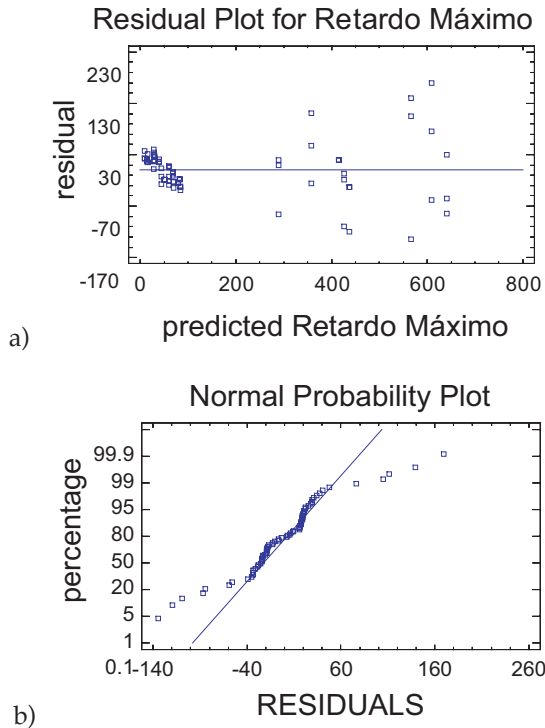 Residual Plot for Retardo Máximo
residual
230
130
30
-70
-170
0 200 400 600 800
predicted Retardo Máximo
a)
Normal Probability Plot
percentage
99.9
99
95
80
50
20
5
1
0.1
-140 -40 60 160 260
RESIDUALS
b)